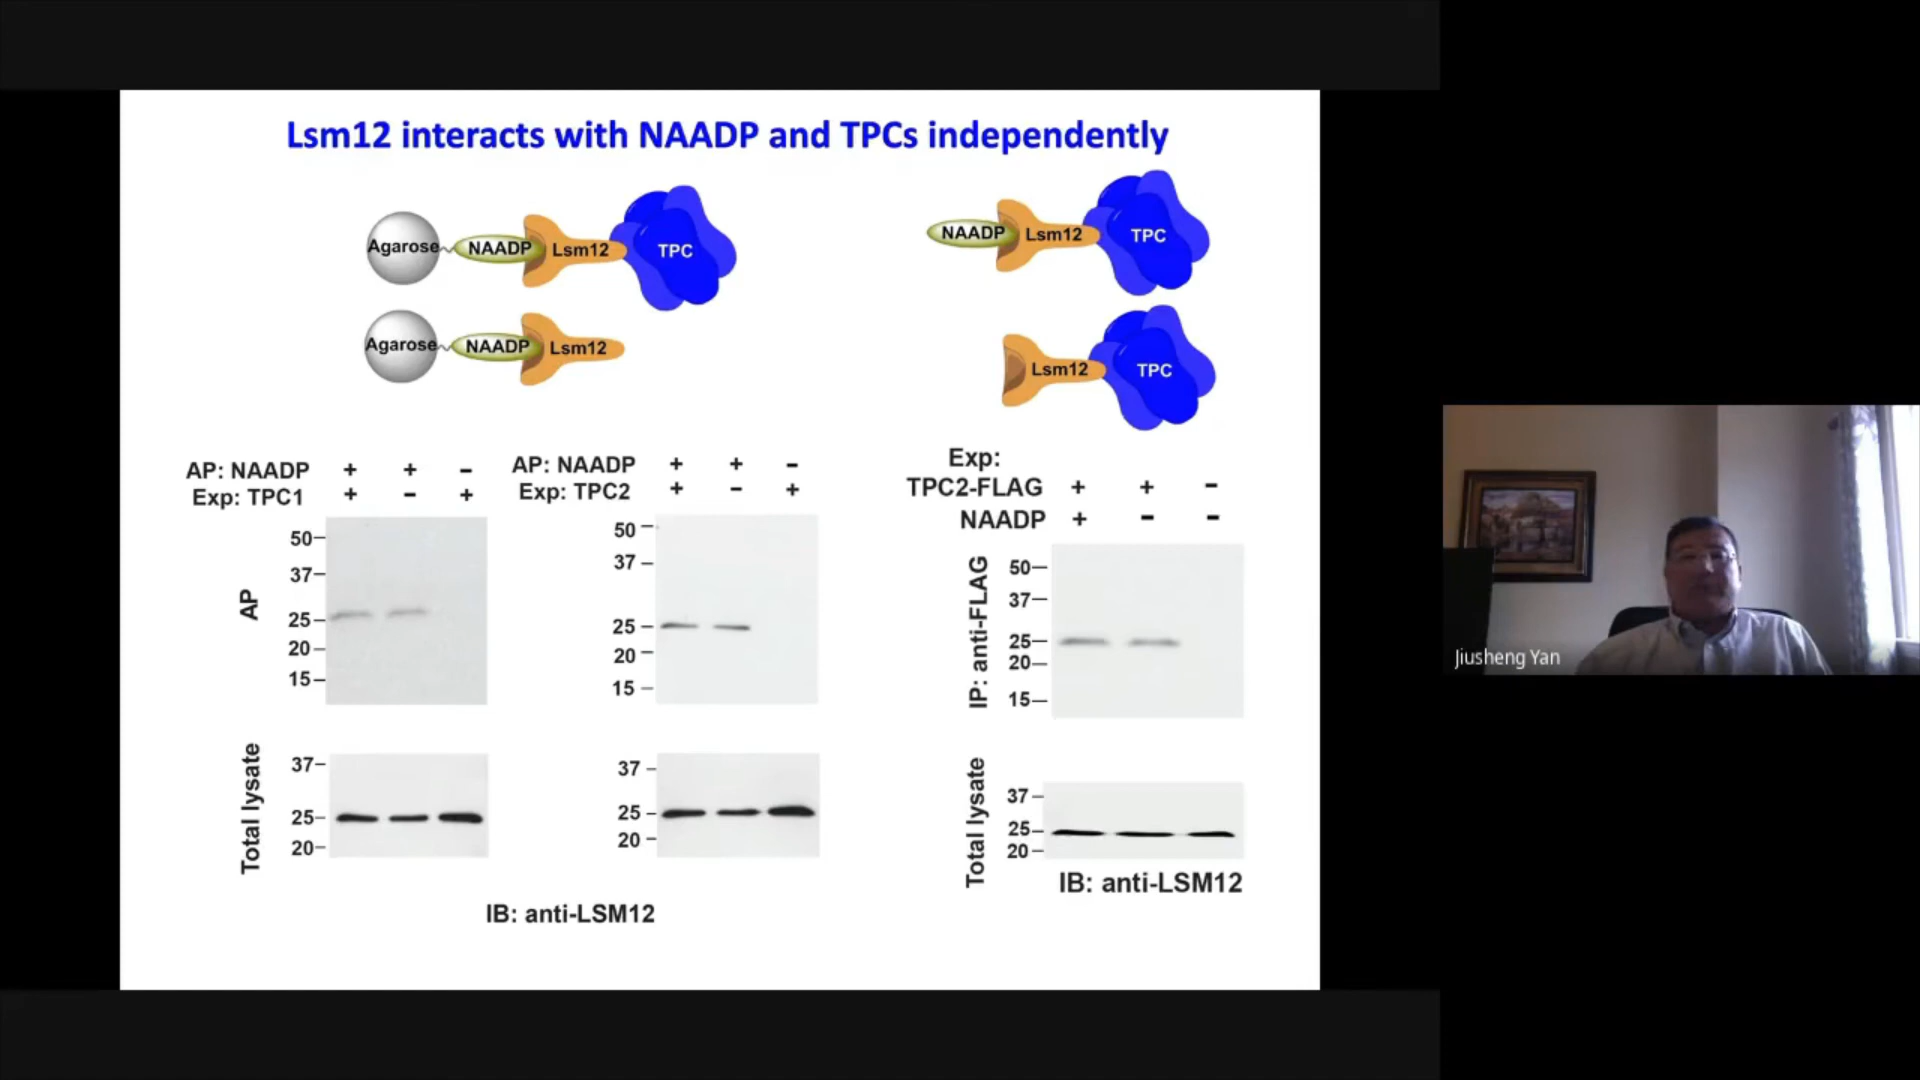 Lsm12 interacts with NAADP and TPCs independently
Agarose NAADP Lsm12 TPC
Agarose NAADP Lsm12
NAADP Lsm12 TPC
Lsm12 TPC
AP: NAADP + + -
Exp: TPC1 + - +
AP
50
37
25
20
15
Total lysate
37
25
20
AP: NAADP + + -
Exp: TPC2 + - +
50
37
25
20
15
37
25
20
IB: anti-LSM12
Exp:
TPC2-FLAG + + -
NAADP + - -
IP: anti-FLAG
50
37
25
20
15
Total lysate
37
25
20
IB: anti-LSM12
Jiusheng Yan